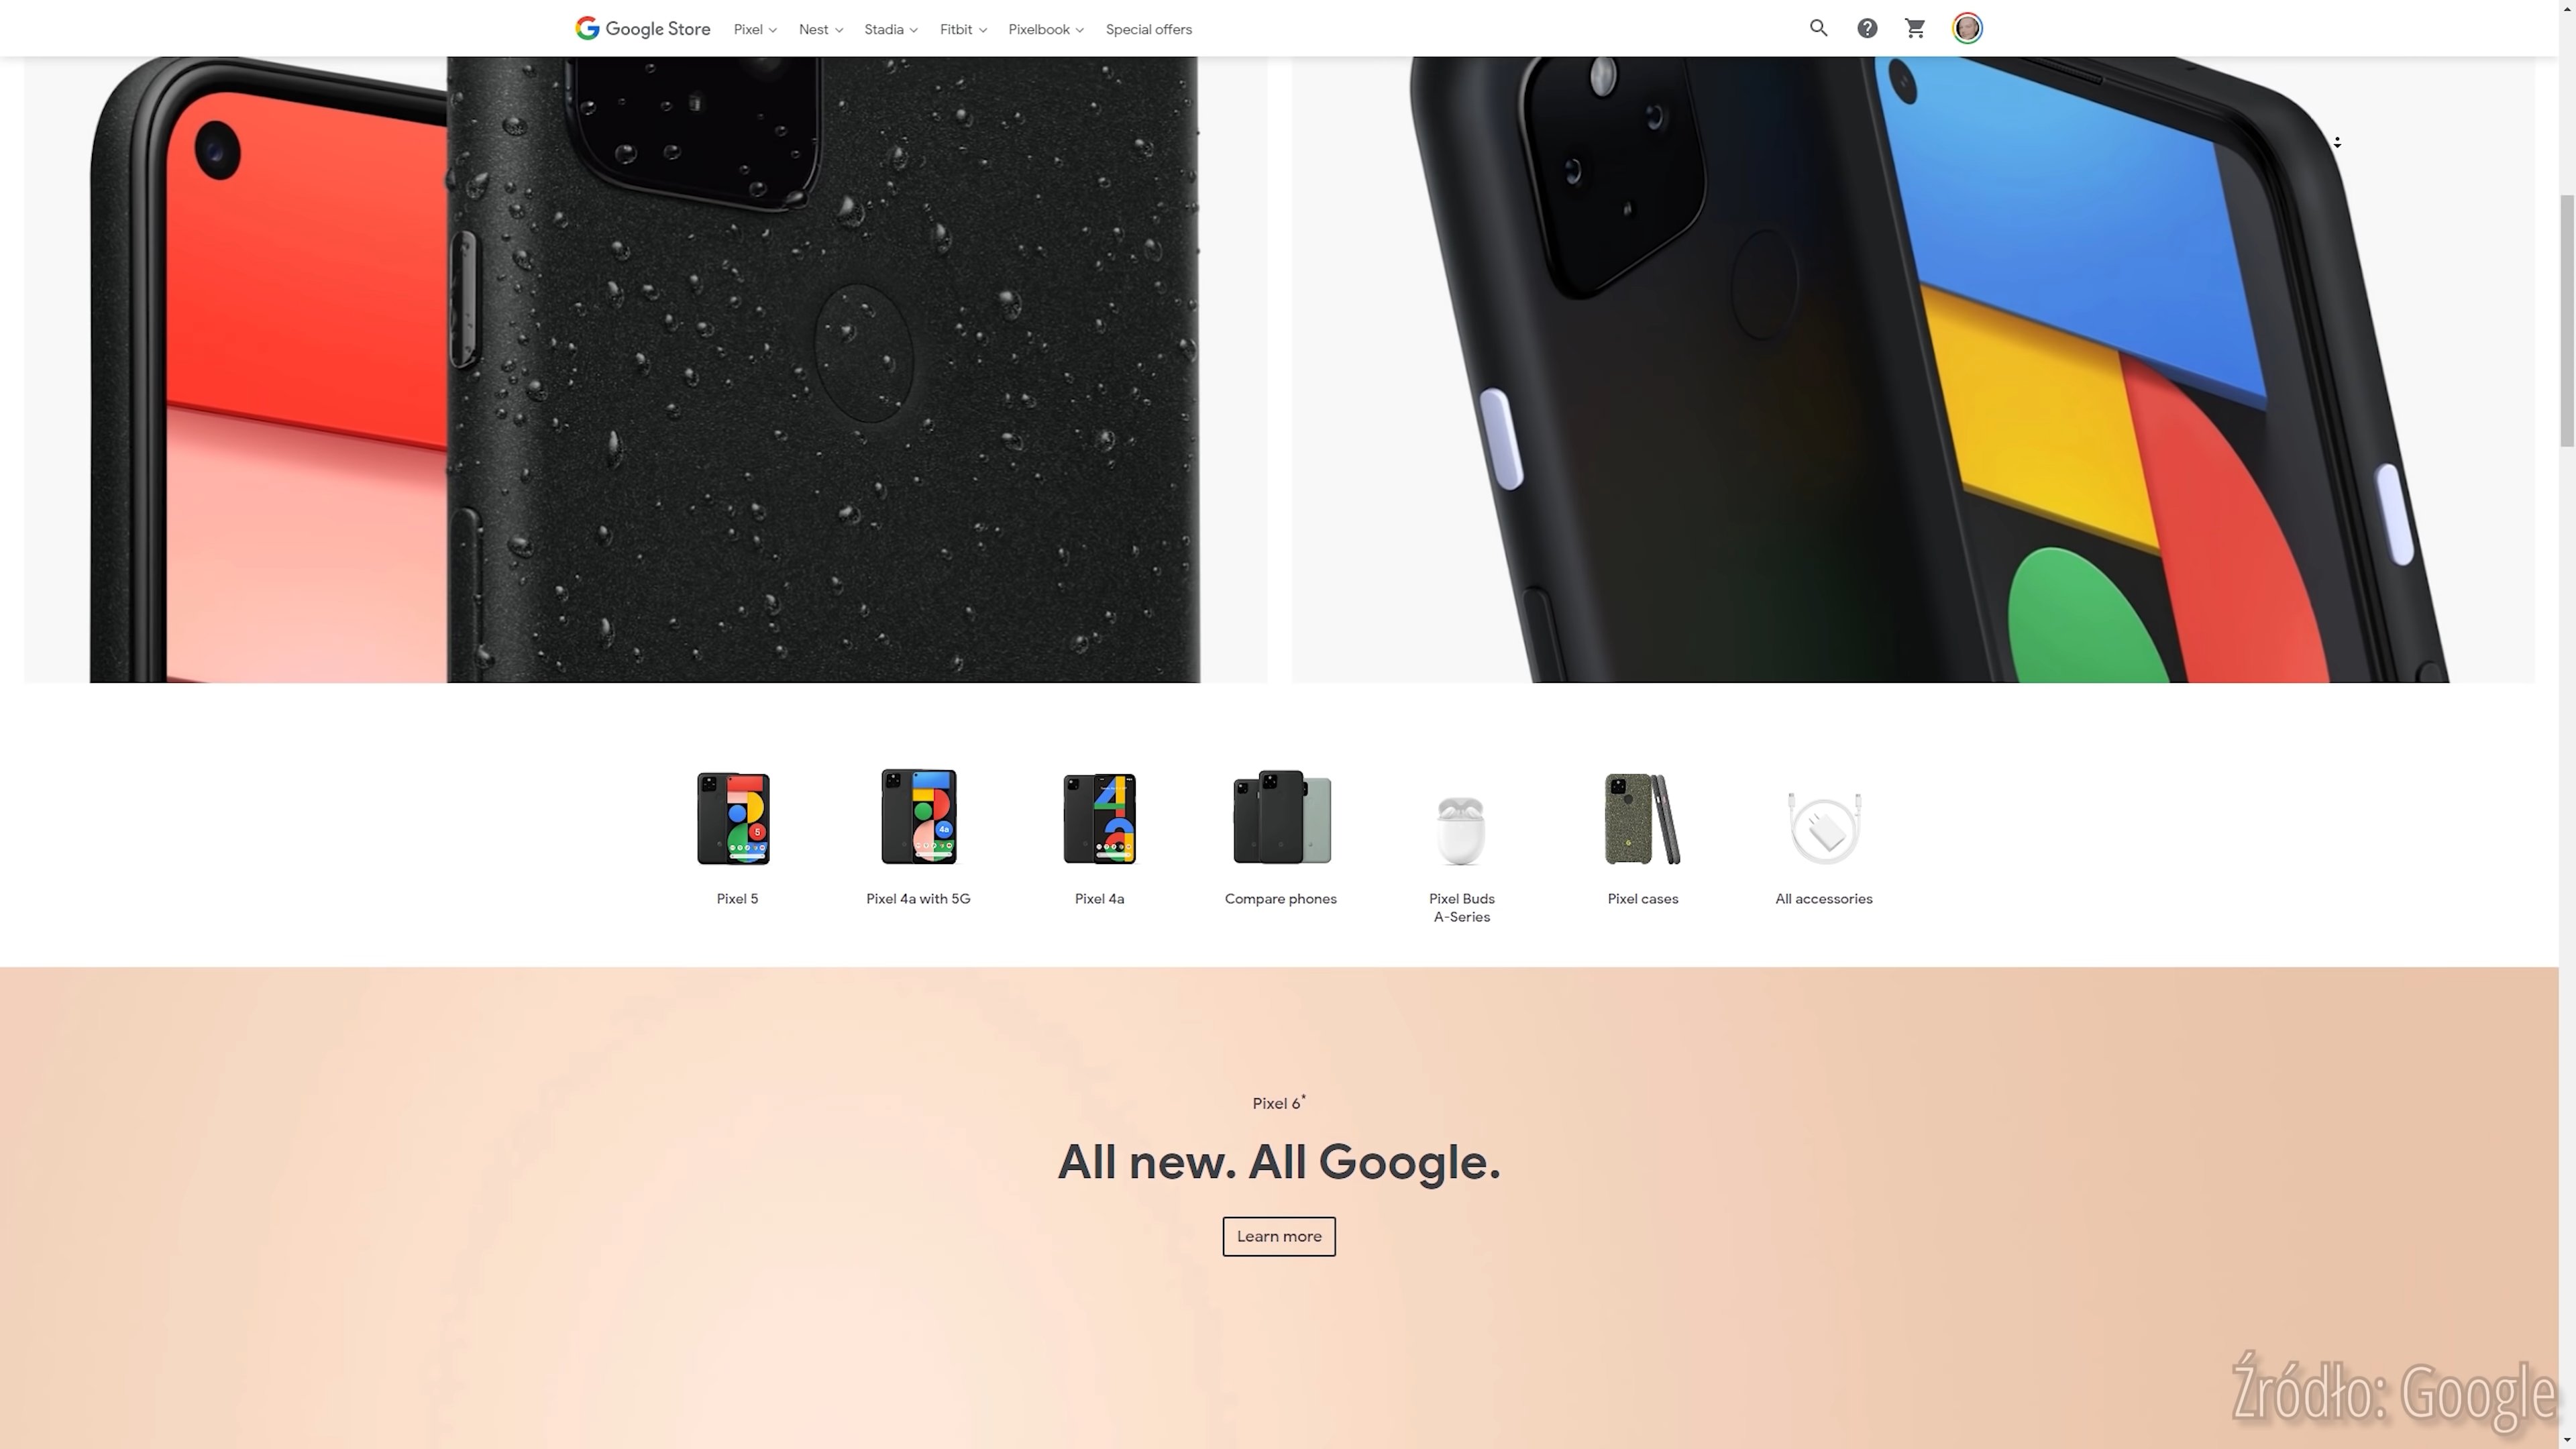 Google Store Pixel Nest Stadia Fitbit Pixelbook Special offers
Pixel 5
Pixel 4a with 5G
Pixel 4a
Compare phones
Pixel Buds
A-Series
Pixel cases
All accessories
Pixel 6*
All new. All Google.
Learn more
Źródło: Google